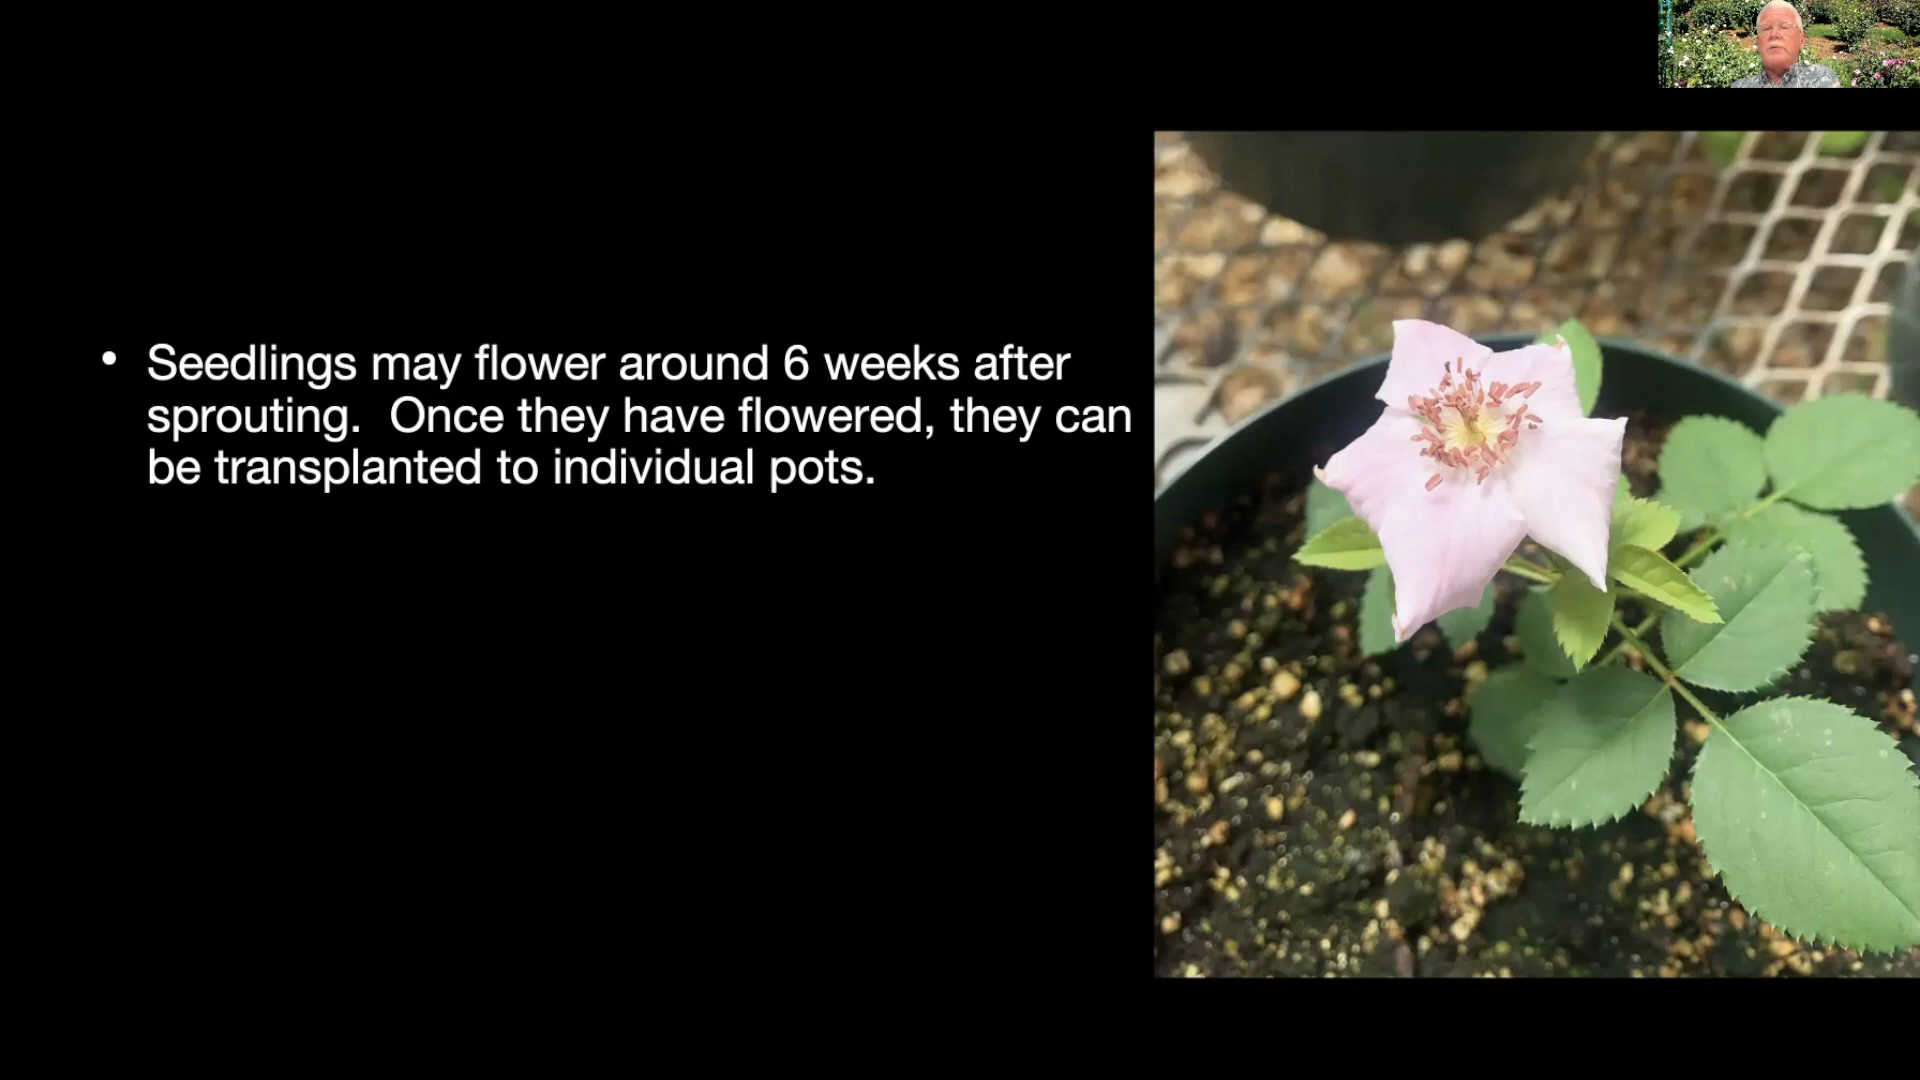 • Seedlings may flower around 6 weeks after
sprouting.  Once they have flowered, they can
be transplanted to individual pots.